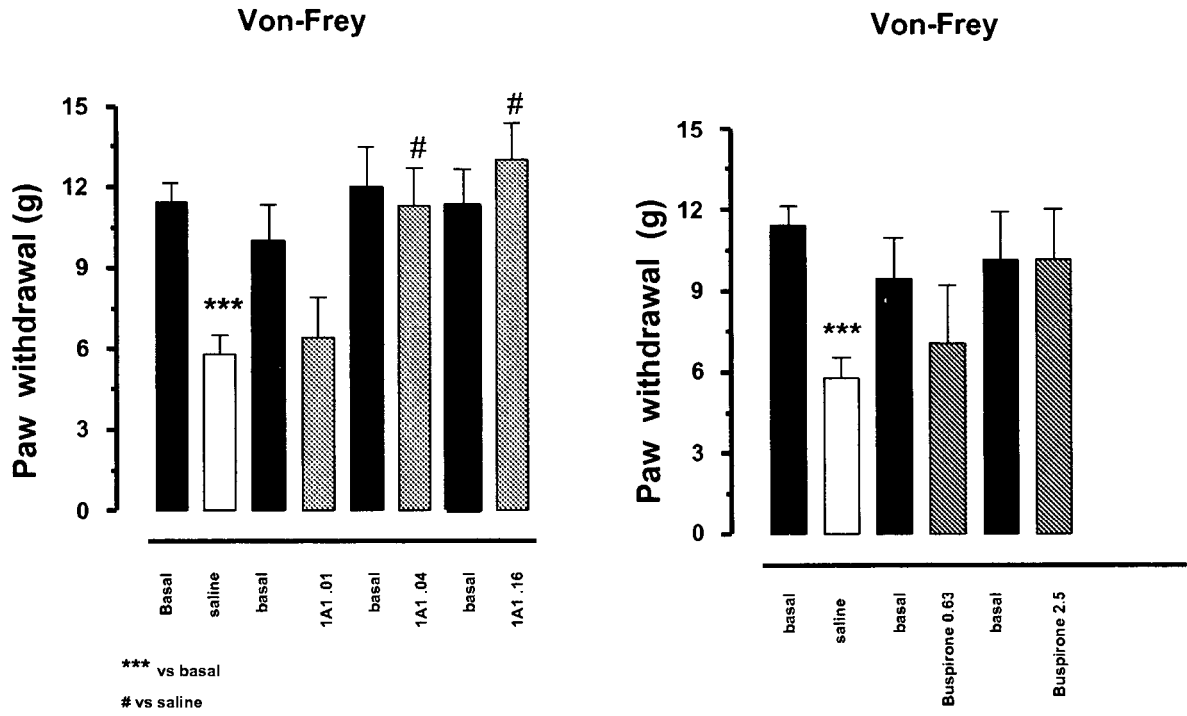 Von-Frey
15
12
9
6
3
0
Paw withdrawal (g)
***
#
#
Basal
saline
basal
1A1 .01
basal
1A1 .04
basal
1A1 .16
*** vs basal
# vs saline
Von-Frey
15
12
9
6
3
0
Paw withdrawal (g)
***
basal
saline
basal
Buspirone 0.63
basal
Buspirone 2.5